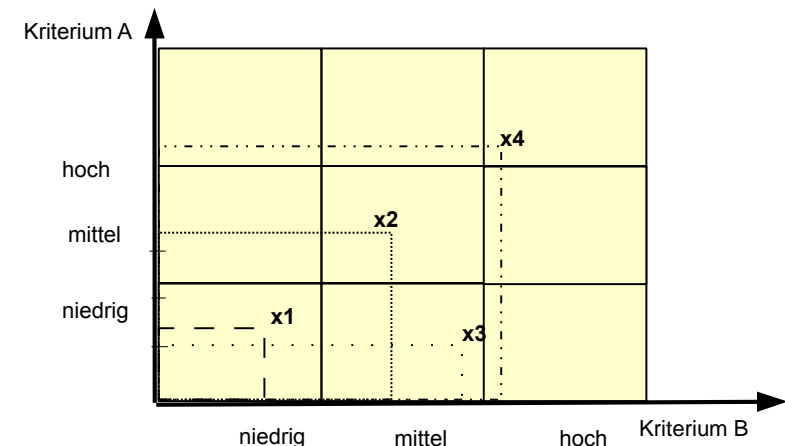 Kriterium A
x4
hoch
x2
mittel
niedrig
x1
x3
niedrig
mittel
hoch
Kriterium B